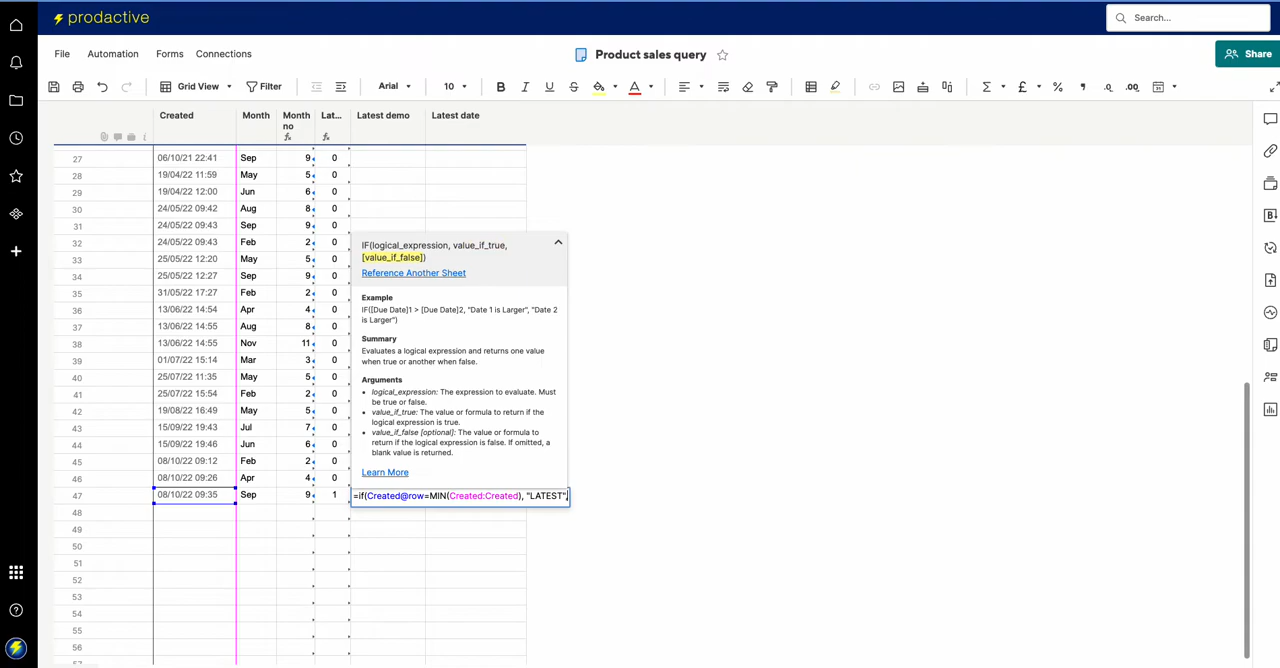 prodactive
Search...
File Automation Forms Connections
Product sales query
Share
Grid View Filter Arial 10 B I U S A Σ £ % , .0 .00
Created Month Month no Lat... Latest demo Latest date
fx fx
27 06/10/21 22:41 Sep 9 0
28 19/04/22 11:59 May 5 0
29 19/04/22 12:00 Jun 6 0
30 24/05/22 09:42 Aug 8 0
31 24/05/22 09:43 Sep 9 0
32 24/05/22 09:43 Feb 2 0
33 25/05/22 12:20 May 5 0
34 25/05/22 12:27 Sep 9 0
35 31/05/22 17:27 Feb 2 0
36 13/06/22 14:54 Apr 4 0
37 13/06/22 14:55 Aug 8 0
38 13/06/22 14:55 Nov 11 0
39 01/07/22 15:14 Mar 3 0
40 25/07/22 11:35 May 5 0
41 25/07/22 15:54 Feb 2 0
42 19/08/22 16:49 May 5 0
43 15/09/22 19:43 Jul 7 0
44 15/09/22 19:46 Jun 6 0
45 08/10/22 09:12 Feb 2 0
46 08/10/22 09:26 Apr 4 0
47 08/10/22 09:35 Sep 9 1 =if(Created@row=MIN(Created:Created), "LATEST",
48
49
50
51
52
53
54
55
56
57
IF(logical_expression, value_if_true,
[value_if_false])
Reference Another Sheet
Example
IF([Due Date]1 > [Due Date]2, "Date 1 is Larger", "Date 2
is Larger")
Summary
Evaluates a logical expression and returns one value
when true or another when false.
Arguments
• logical_expression: The expression to evaluate. Must
be true or false.
• value_if_true: The value or formula to return if the
logical expression is true.
• value_if_false [optional]: The value or formula to
return if the logical expression is false. If omitted, a
blank value is returned.
Learn More